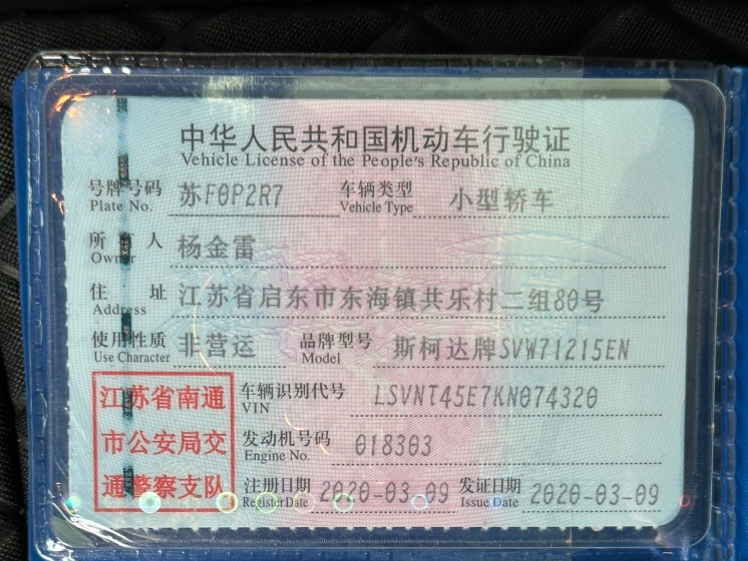 中华人民共和国机动车行驶证
Vehicle License of the People's Republic of China
号牌号码 苏F0P2R7 车辆类型 小型轿车
Plate No. Vehicle Type
所有人 杨金雷
Owner
住址 江苏省启东市东海镇共乐村二组80号
Address
使用性质 非营运 品牌型号 斯柯达牌SVW71215EN
Use Character Model
江苏省南通 车辆识别代号 LSVNT45E7KN074320
VIN
市公安局交 发动机号码 018303
Engine No.
通警察支队 注册日期 2020-03-09 发证日期 2020-03-09
Register Date Issue Date